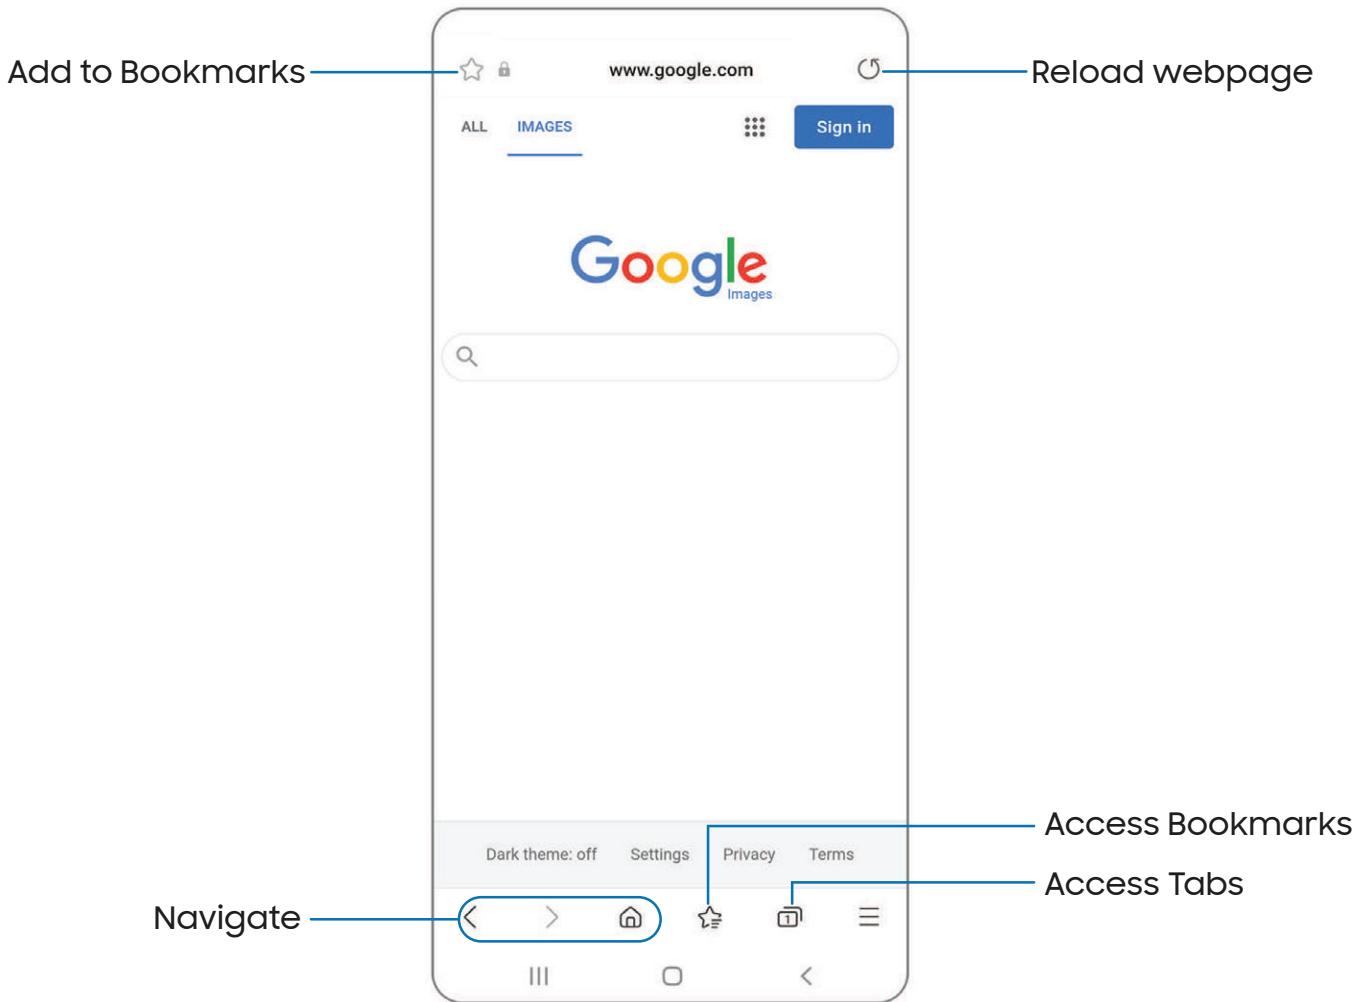 Add to Bookmarks
www.google.com
Reload webpage
ALL IMAGES
Sign in
Google
Images
Access Bookmarks
Dark theme: off Settings Privacy Terms
Access Tabs
Navigate
1